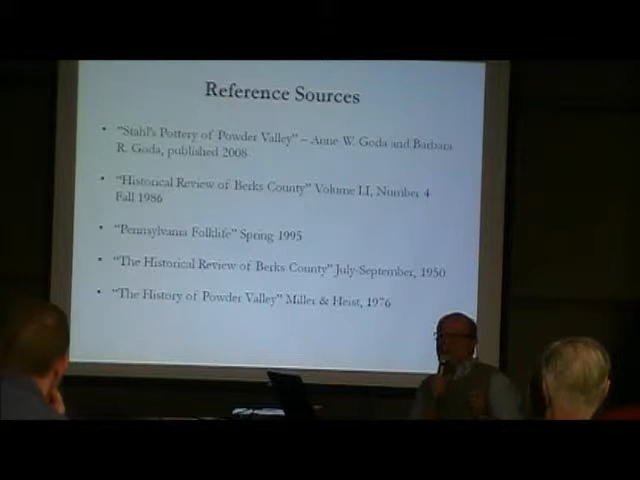 Reference Sources
• "Stahl's Pottery of Powder Valley" – Anne W. Goda and Barbara
R. Goda, published 2008
• "Historical Review of Berks County" Volume LI, Number 4
Fall 1986
• "Pennsylvania Folklife" Spring 1995
• "The Historical Review of Berks County" July-September, 1950
• "The History of Powder Valley" Miller & Heist, 1976